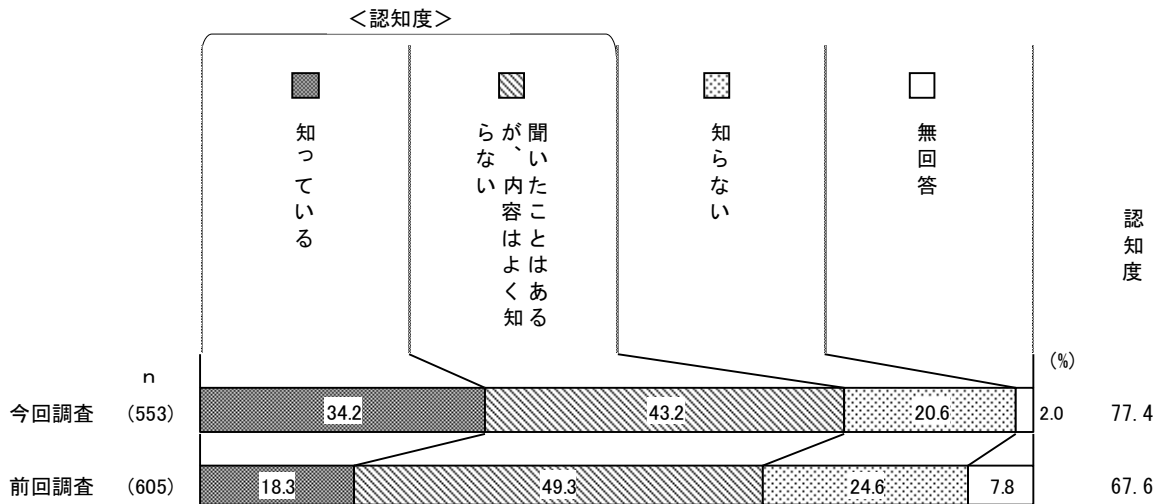 ＜認知度＞
知っている
聞いたことはある
が、内容はよく知
らない
知らない
無回答
認知度
(%)
n
今回調査 (553) 34.2 43.2 20.6 2.0 77.4
前回調査 (605) 18.3 49.3 24.6 7.8 67.6